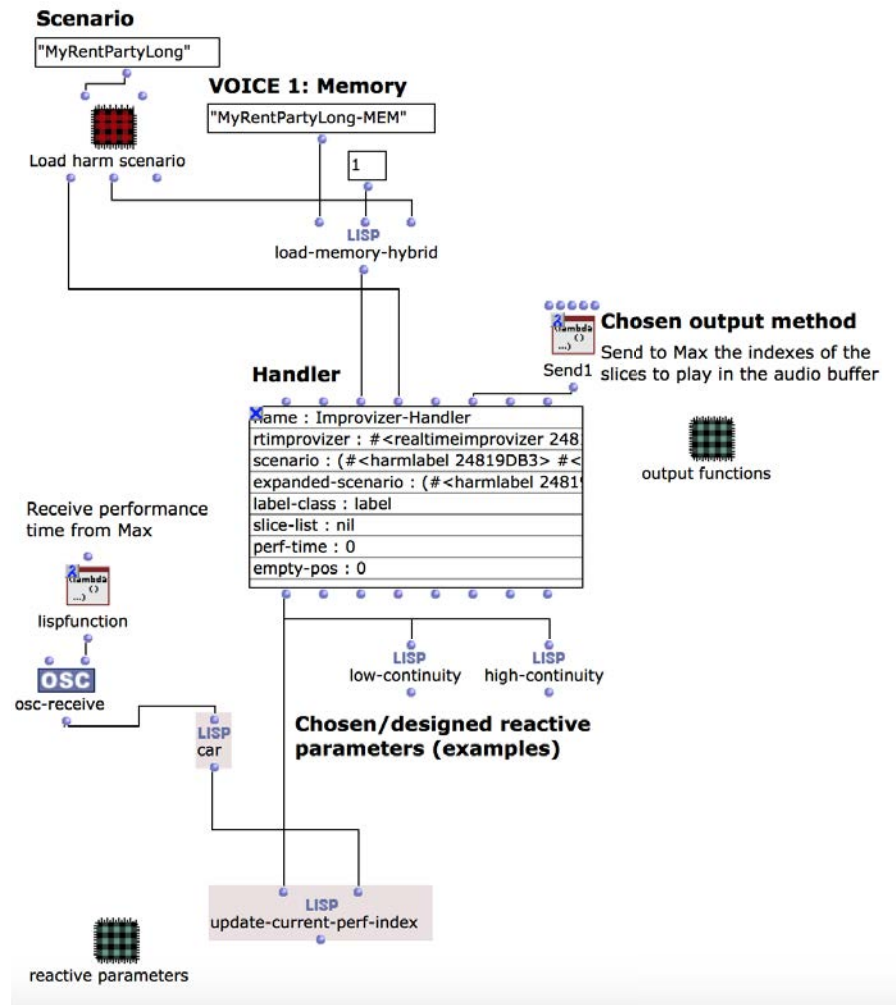 Scenario
"MyRentPartyLong"
VOICE 1: Memory
"MyRentPartyLong-MEM"
Load harm scenario
1
LISP
load-memory-hybrid
(lambda
()
...)
Chosen output method
Send1
Send to Max the indexes of the
slices to play in the audio buffer
Handler
name : Improvizer-Handler
rtimprovizer : #<realtimeimprovizer 248
scenario : (#<harmlabel 24819DB3> #<
expanded-scenario : (#<harmlabel 2481
label-class : label
slice-list : nil
perf-time : 0
empty-pos : 0
output functions
Receive performance
time from Max
(lambda
()
...)
lispfunction
OSC
osc-receive
LISP
low-continuity
LISP
high-continuity
LISP
car
Chosen/designed reactive
parameters (examples)
LISP
update-current-perf-index
reactive parameters